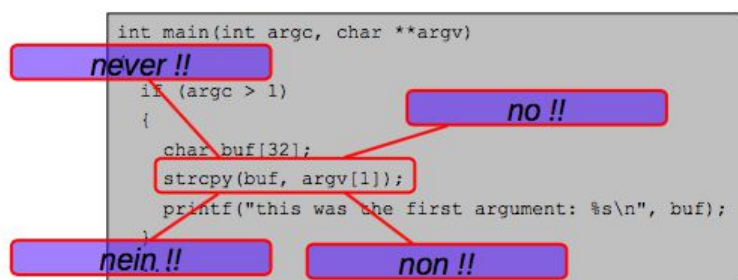 int main(int argc, char **argv)
never !!
if (argc > 1)
no !!
{
char buf[32];
strcpy(buf, argv[1]);
printf("this was the first argument: %s\n", buf);
}
nein !!
non !!